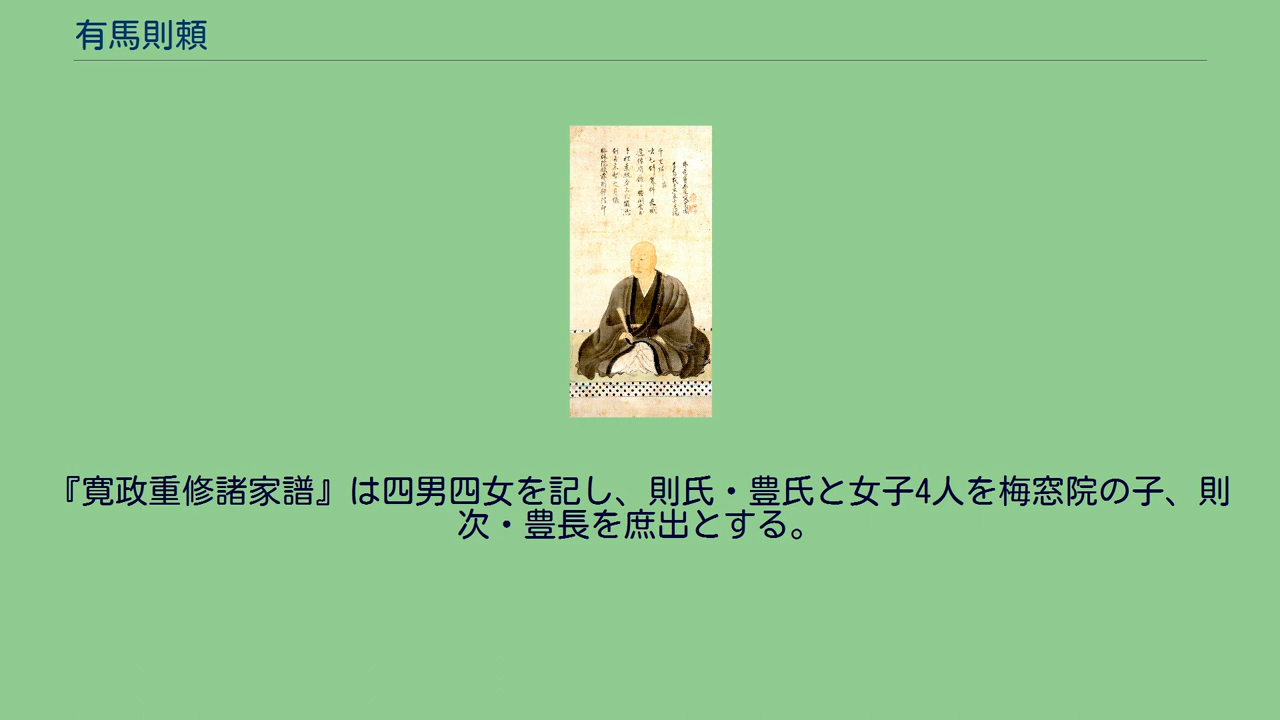 有馬則頼
『寛政重修諸家譜』は四男四女を記し、則氏・豊氏と女子4人を梅窓院の子、則
次・豊長を庶出とする。